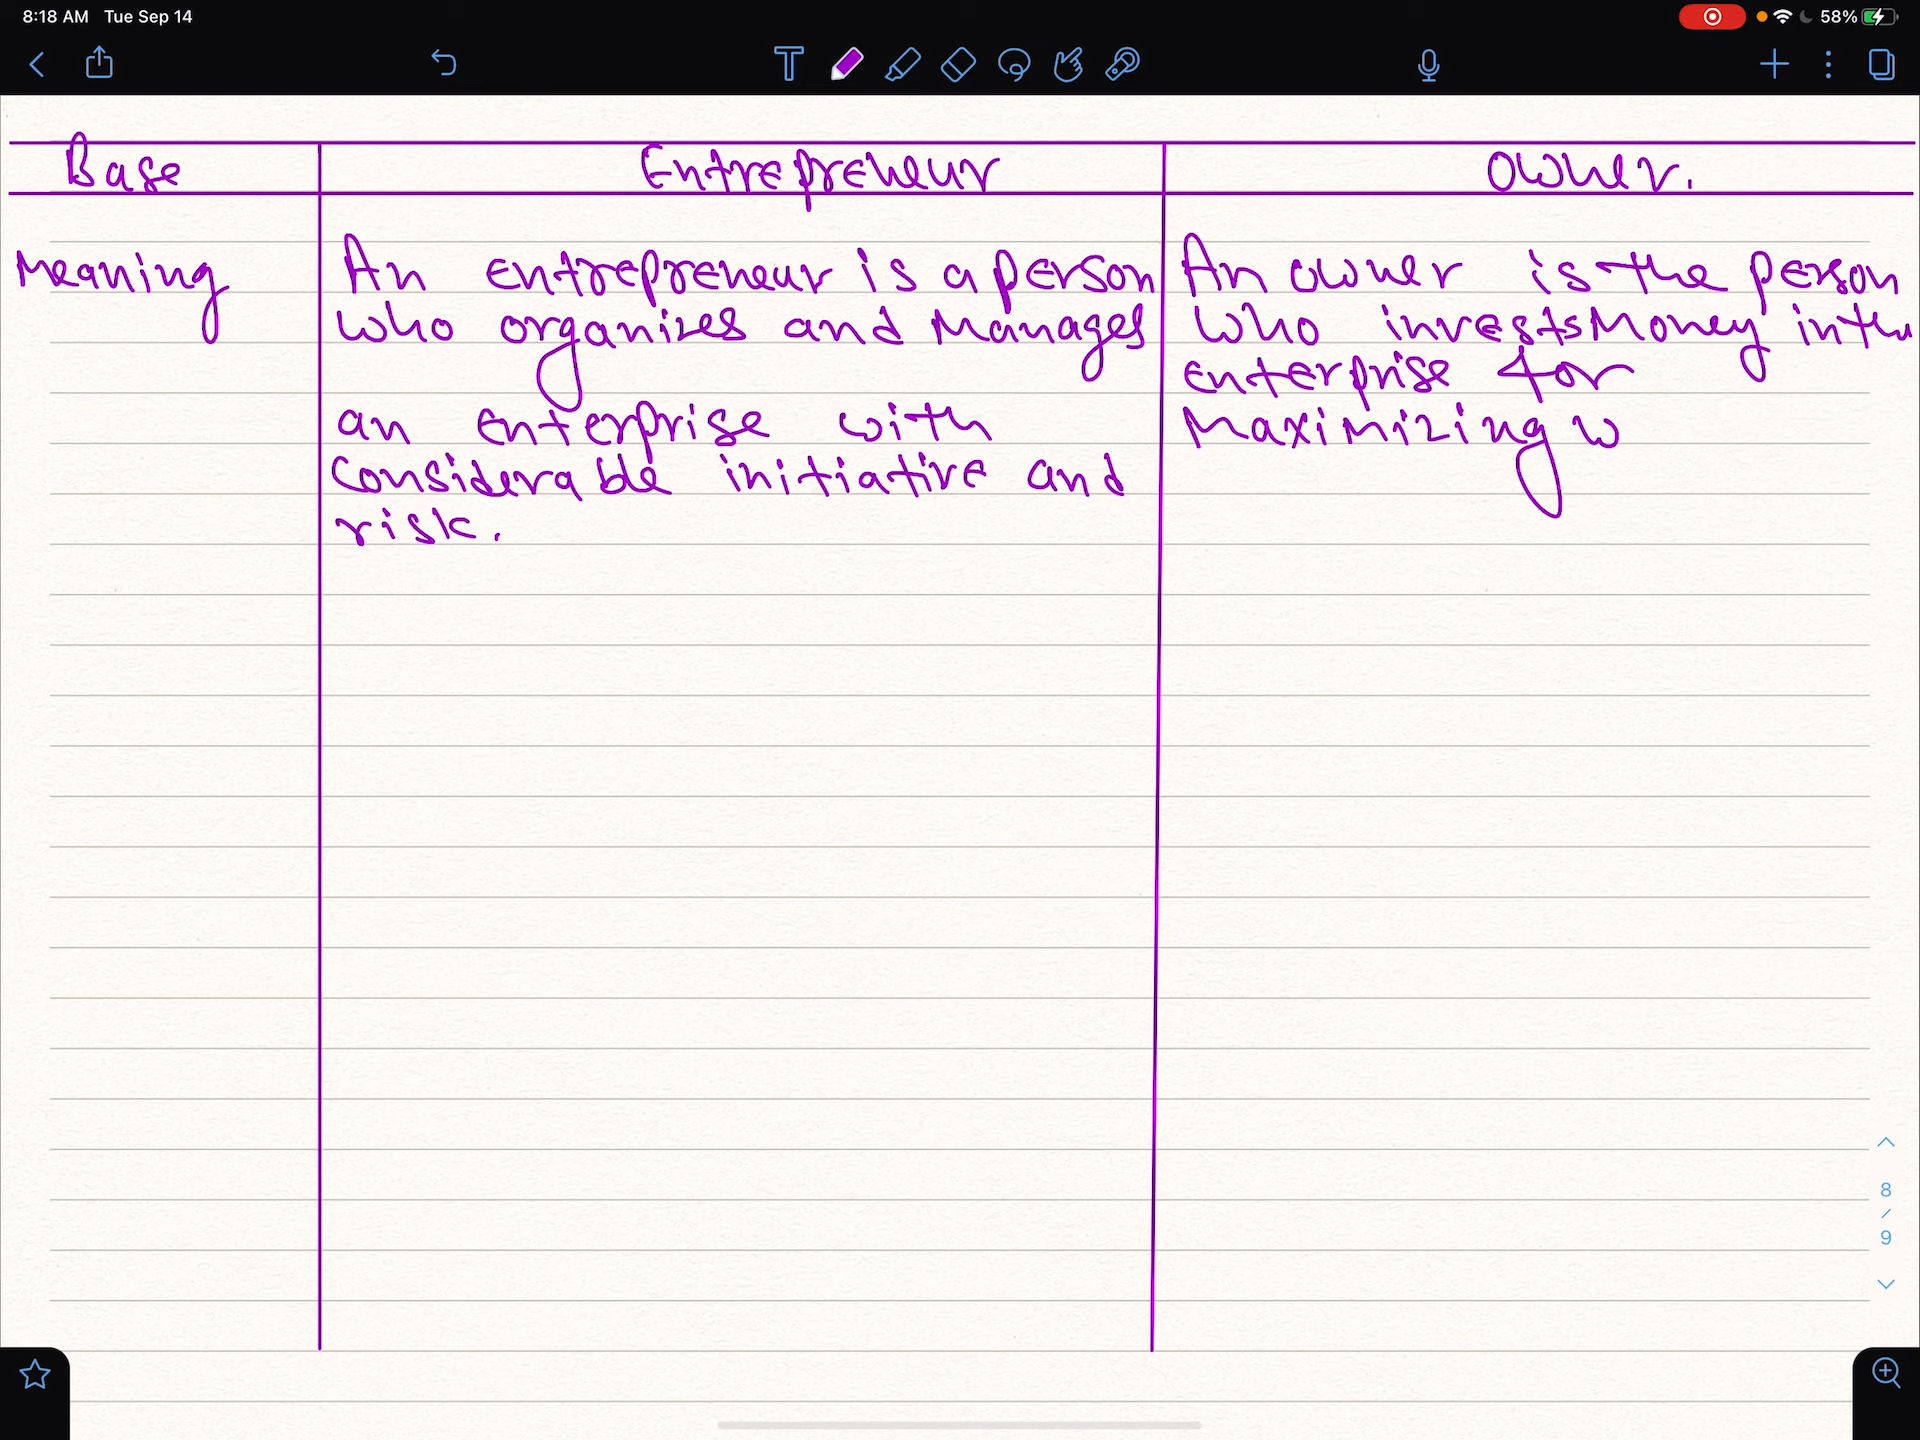 8:18 AM Tue Sep 14
58%
Base Entrepreneur Owner.
Meaning
An entrepreneur is a person
who organizes and manages
an enterprise with
considerable initiative and
risk.
An owner is the person
who invests money in the
enterprise for
maximizing w
8
9